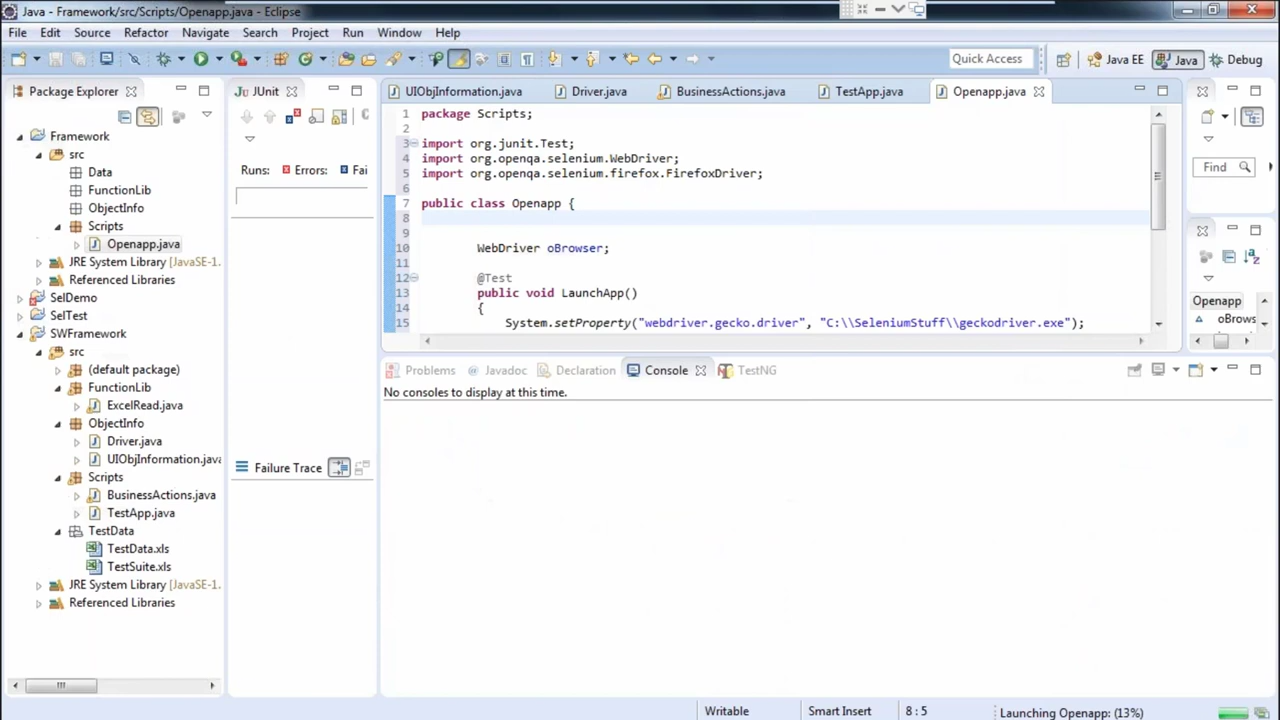 Java - Framework/src/Scripts/Openapp.java - Eclipse
File Edit Source Refactor Navigate Search Project Run Window Help
Quick Access Java EE Java Debug
Package Explorer
Framework
src
Data
FunctionLib
ObjectInfo
Scripts
Openapp.java
JRE System Library [JavaSE-1.
Referenced Libraries
SelDemo
SelTest
SWFramework
src
(default package)
FunctionLib
ExcelRead.java
ObjectInfo
Driver.java
UIObjInformation.java
Scripts
BusinessActions.java
TestApp.java
TestData
TestData.xls
TestSuite.xls
JRE System Library [JavaSE-1.
Referenced Libraries
JUnit
Runs: Errors: Fai
Failure Trace
UIObjInformation.java Driver.java BusinessActions.java TestApp.java Openapp.java
1 package Scripts;
2
3 import org.junit.Test;
4 import org.openqa.selenium.WebDriver;
5 import org.openqa.selenium.firefox.FirefoxDriver;
6
7 public class Openapp {
8
9
10 WebDriver oBrowser;
11
12 @Test
13 public void LaunchApp()
14 {
15 System.setProperty("webdriver.gecko.driver", "C:\\SeleniumStuff\\geckodriver.exe");
Find
Openapp
oBrows
Problems Javadoc Declaration Console TestNG
No consoles to display at this time.
Writable Smart Insert 8 : 5 Launching Openapp: (13%)